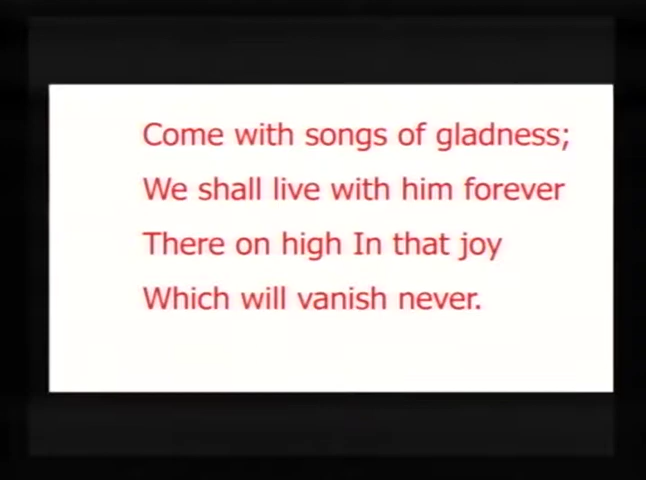 Come with songs of gladness;
We shall live with him forever
There on high In that joy
Which will vanish never.